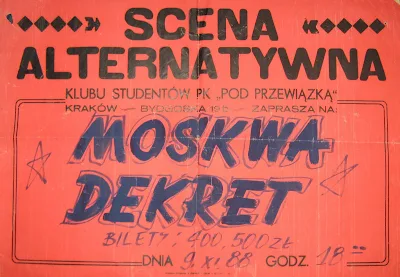 SCENA
ALTERNATYWNA
KLUBU STUDENTÓW PK „POD PRZEWIĄZKĄ”
KRAKÓW — BYDGOSKA — ZAPRASZA NA:
MOSKWA
DEKRET
BILETY: 400, 500 ZŁ
DNIA 9 XI 88 GODZ. 18 00